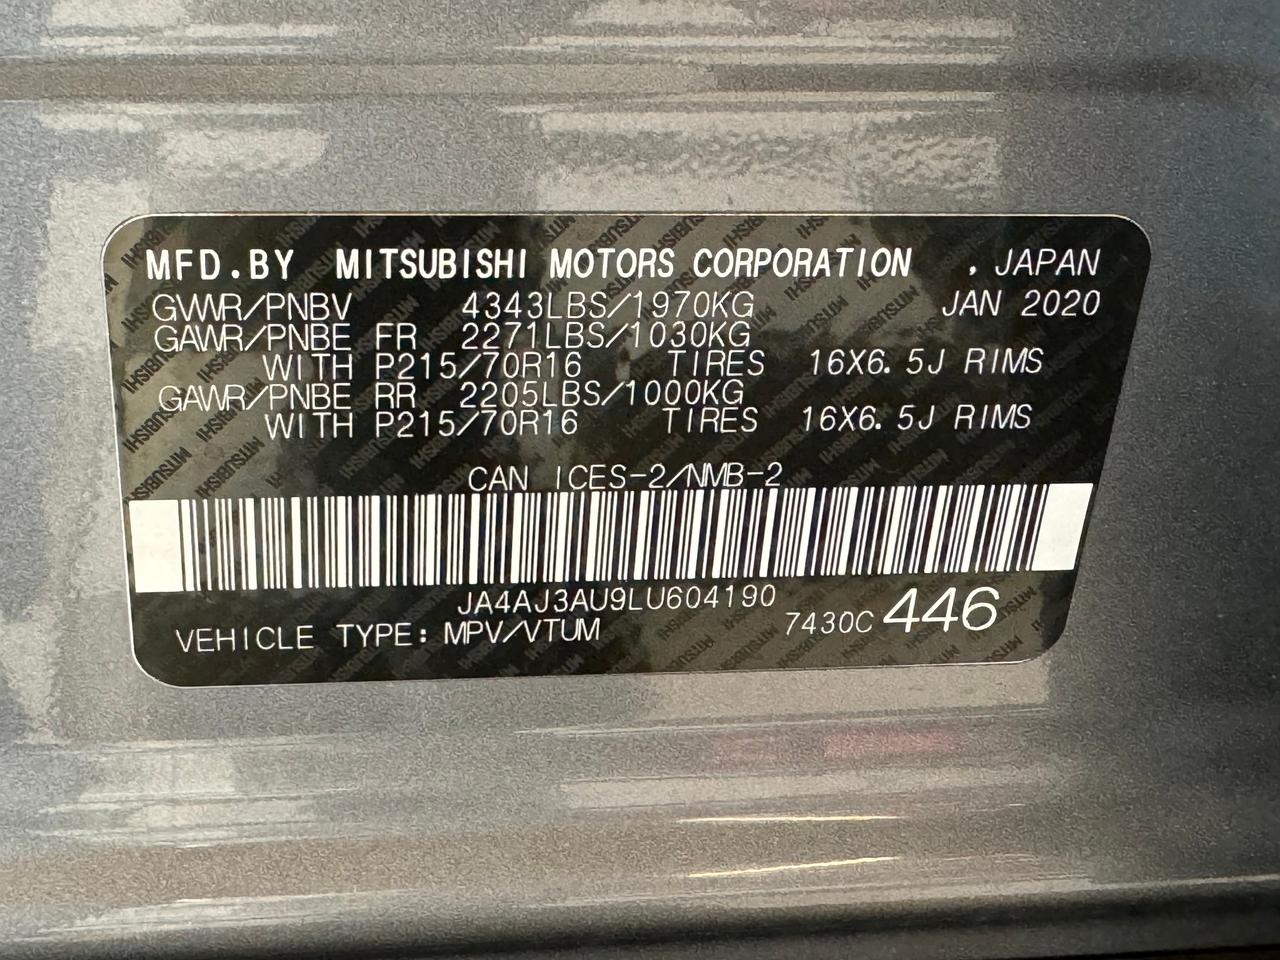 MFD.BY MITSUBISHI MOTORS CORPORATION , JAPAN
GVWR/PNBV 4343LBS/1970KG JAN 2020
GAWR/PNBE FR 2271LBS/1030KG
WITH P215/70R16 TIRES 16X6.5J RIMS
GAWR/PNBE RR 2205LBS/1000KG
WITH P215/70R16 TIRES 16X6.5J RIMS
CAN ICES-2/NMB-2
JA4AJ3AU9LU604190
VEHICLE TYPE: MPV/VTUM 7430C 446